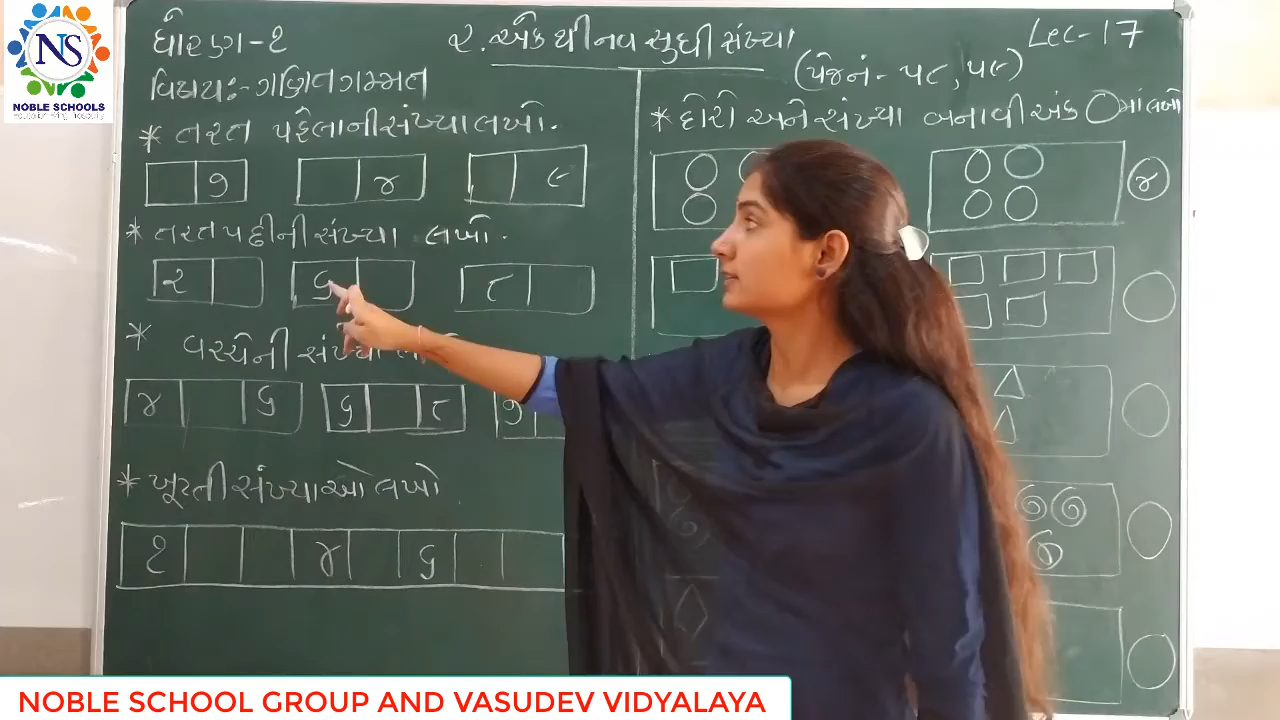 NS
NOBLE SCHOOLS
ધોરણ-૧
૨. એક થી નવ સુધી સંખ્યા
Lec-17
વિષય:- ગણિત ગમ્મત
(પેજ નં - ૫૮, ૫૯)
* તરત પહેલાની સંખ્યા લખો.
૭ ૪ ૯
* તરત પછીની સંખ્યા લખો.
૨ ૬ ૮
* વચ્ચેની સંખ્યા
૪ ૬ ૬ ૮ ૭
* ખૂટતી સંખ્યાઓ લખો
૧ ૪ ૬
* દોરો અને સંખ્યા બનાવી અંક ○ માં લખો
૪
NOBLE SCHOOL GROUP AND VASUDEV VIDYALAYA